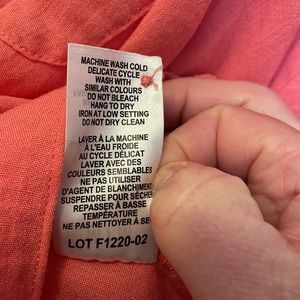 MACHINE WASH COLD
DELICATE CYCLE
WASH WITH
SIMILAR COLOURS
DO NOT BLEACH
HANG TO DRY
IRON AT LOW SETTING
DO NOT DRY CLEAN
LAVER À LA MACHINE
À L'EAU FROIDE
AU CYCLE DÉLICAT
LAVER AVEC DES
COULEURS SEMBLABLES
NE PAS UTILISER
D'AGENT DE BLANCHIMENT
SUSPENDRE POUR SÉCHER
REPASSER À BASSE
TEMPÉRATURE
NE PAS NETTOYER À SEC
LOT F1220-02